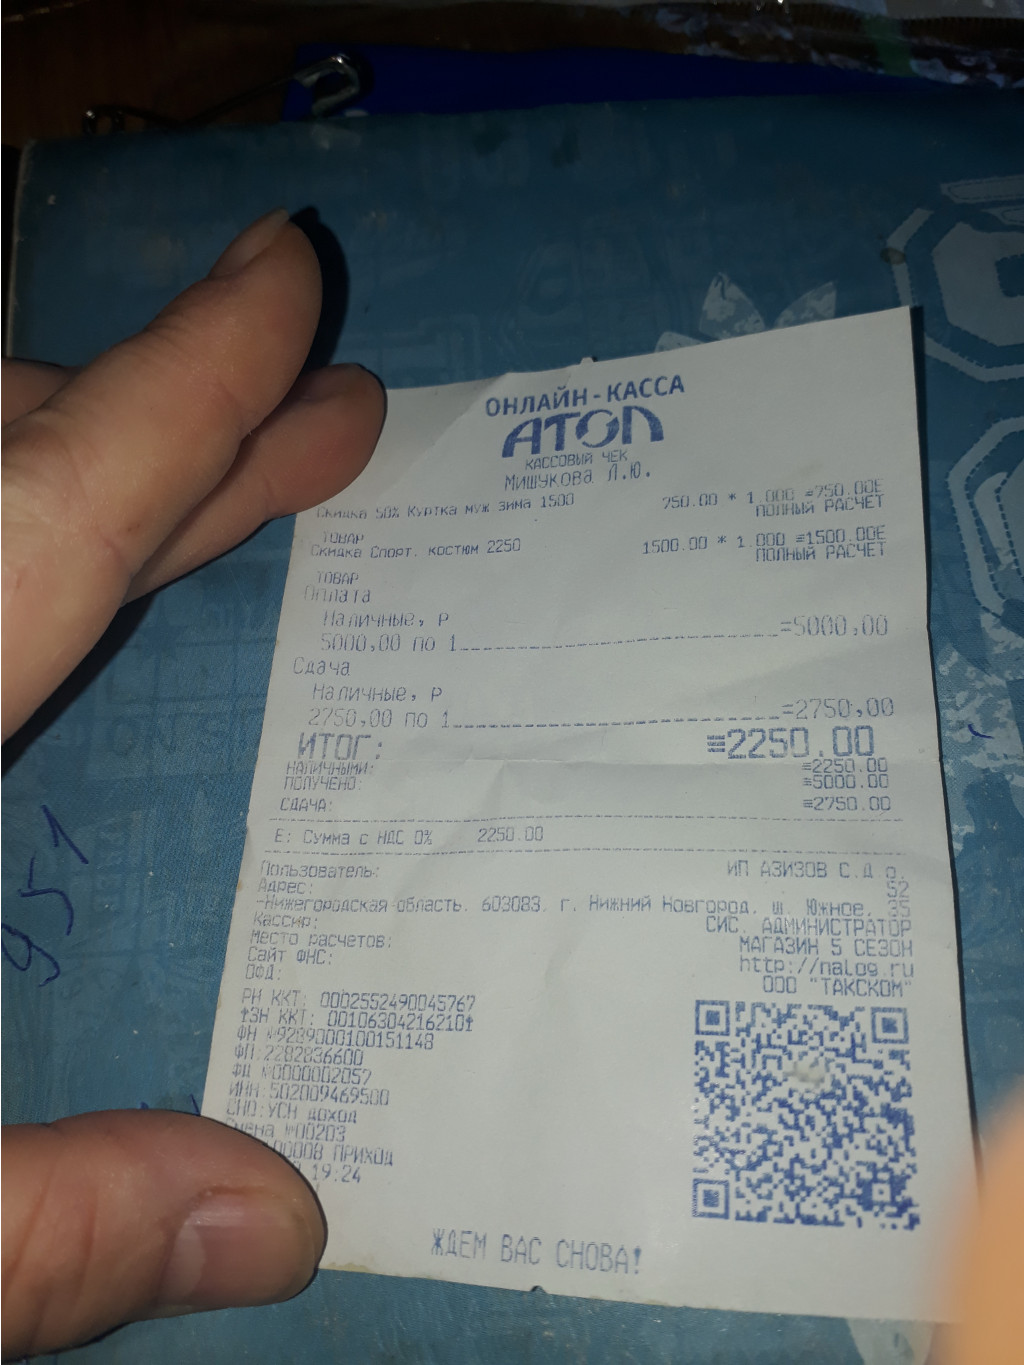 ОНЛАЙН-КАССА
АТОЛ
КАССОВЫЙ ЧЕК
Мишукова Л.Ю.
Скидка 50% Куртка муж зима 1500 750.00 * 1.000 ≡750.00Е
ПОЛНЫЙ РАСЧЕТ
ТОВАР
Скидка Спорт. костюм 2250 1500.00 * 1.000 ≡1500.00Е
ПОЛНЫЙ РАСЧЕТ
ТОВАР
Оплата
Наличные, Р
5000,00 по 1 =5000,00
Сдача
Наличные, Р
2750,00 по 1 =2750,00
ИТОГ: ≡2250.00
НАЛИЧНЫМИ: ≡2250.00
ПОЛУЧЕНО: ≡5000.00
СДАЧА: ≡2750.00
Е: Сумма с НДС 0% 2250.00
Пользователь: ИП АЗИЗОВ С.Д о.
Адрес: 52
-Нижегородская область, 603083, г. Нижний Новгород, ш. Южное, 35
Кассир: СИС. АДМИНИСТРАТОР
Место расчетов: МАГАЗИН 5 СЕЗОН
Сайт ФНС: http://nalog.ru
ОФД: ООО "ТАКСКОМ"
РН ККТ: 0002552490045767
↑ЗН ККТ: 00106304216210↑
ФН №9289000100151148
ФП:2282836600
ФД №0000002057
ИНН:502009469500
СНО:УСН доход
Смена №00203
0008 ПРИХОД
19:24
ЖДЕМ ВАС СНОВА!
951